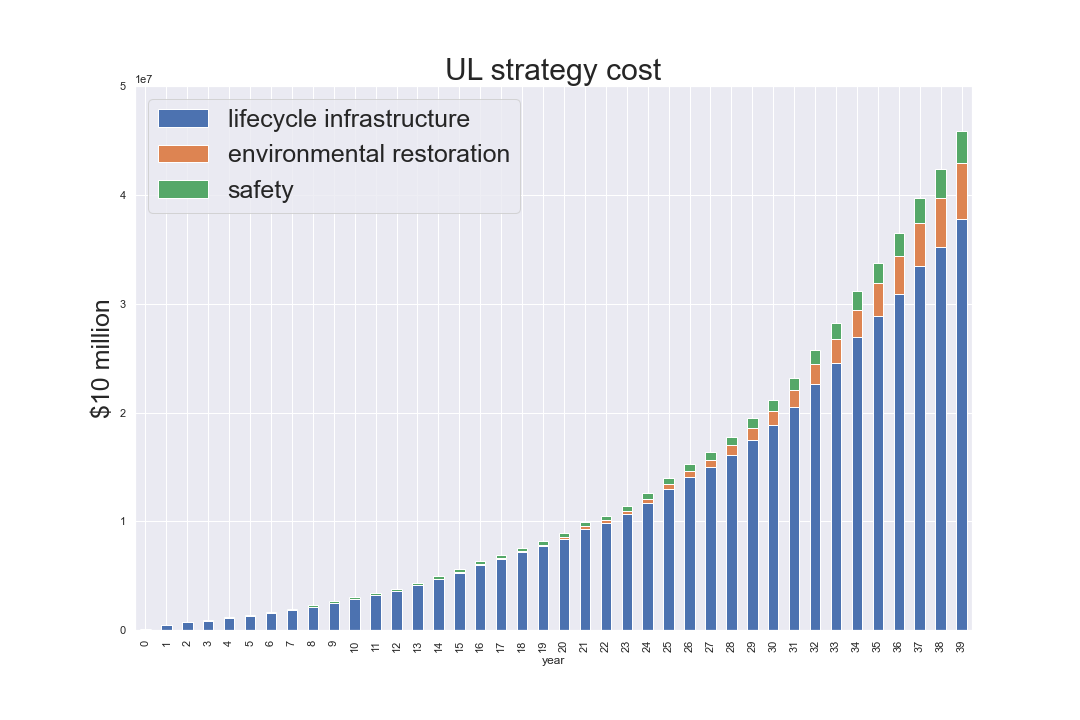 UL strategy cost
1e7
5
4
3
2
1
0
$10 million
lifecycle infrastructure
environmental restoration
safety
0 1 2 3 4 5 6 7 8 9 10 11 12 13 14 15 16 17 18 19 20 21 22 23 24 25 26 27 28 29 30 31 32 33 34 35 36 37 38 39
year